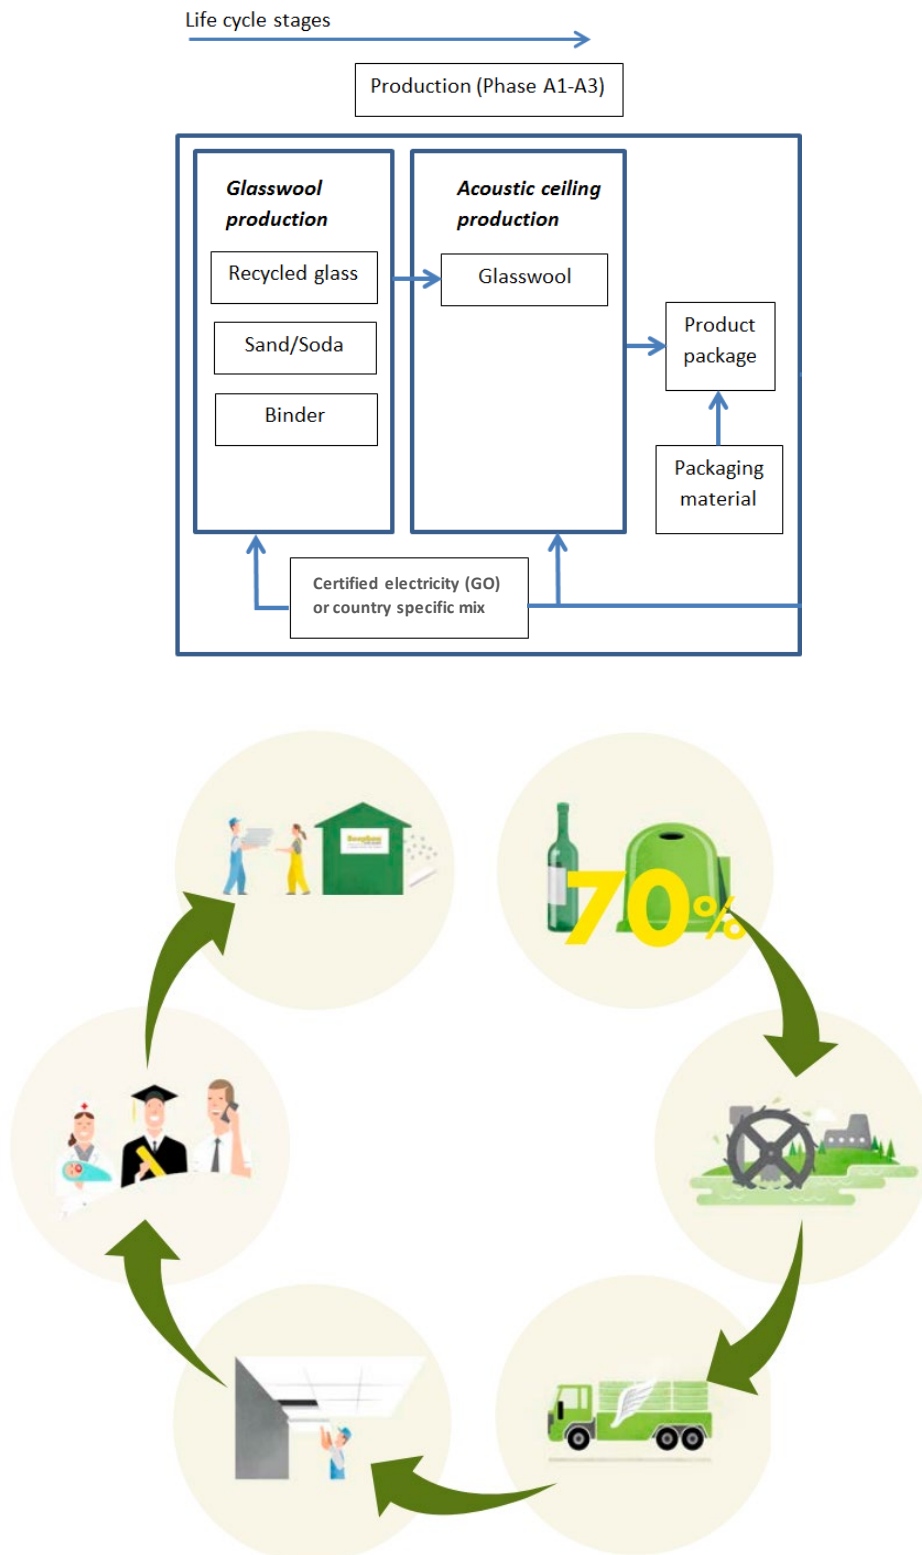 Life cycle stages
Production (Phase A1-A3)
Glasswool
production
Recycled glass
Sand/Soda
Binder
Acoustic ceiling
production
Glasswool
Product
package
Packaging
material
Certified electricity (GO)
or country specific mix
70%